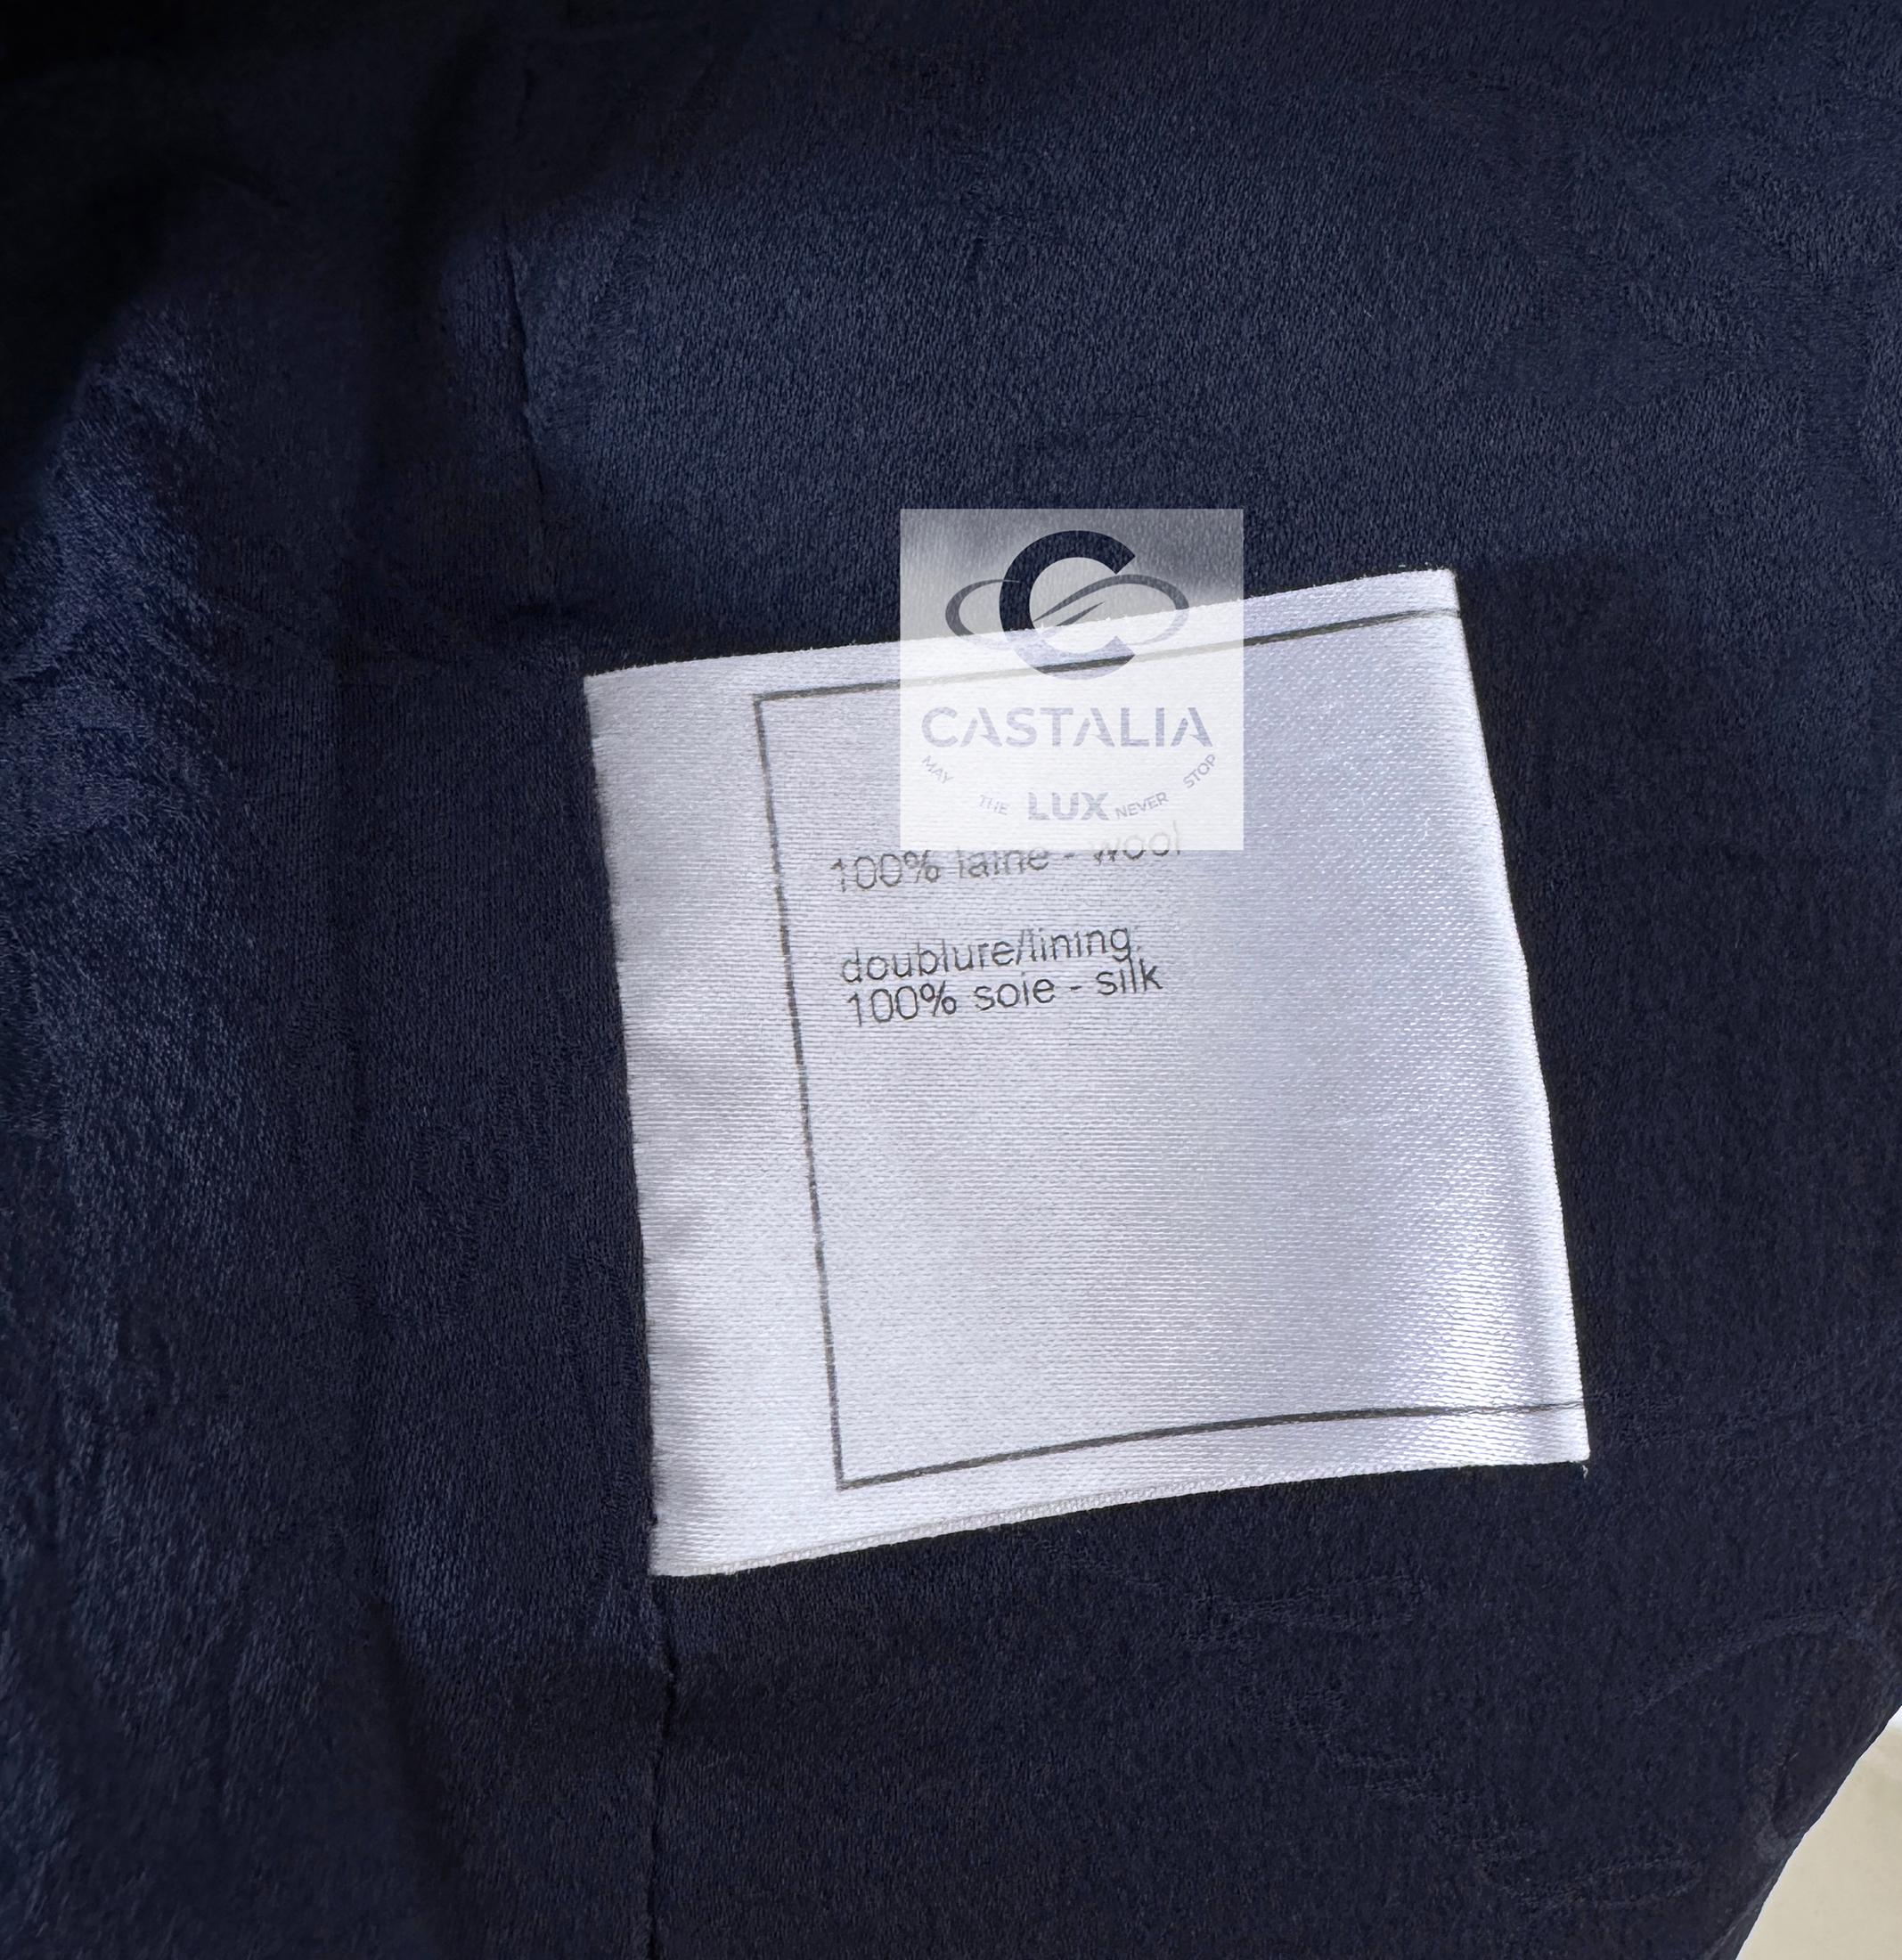 CASTALIA
MAY THE LUX NEVER STOP
100% laine - wool
doublure/lining:
100% soie - silk